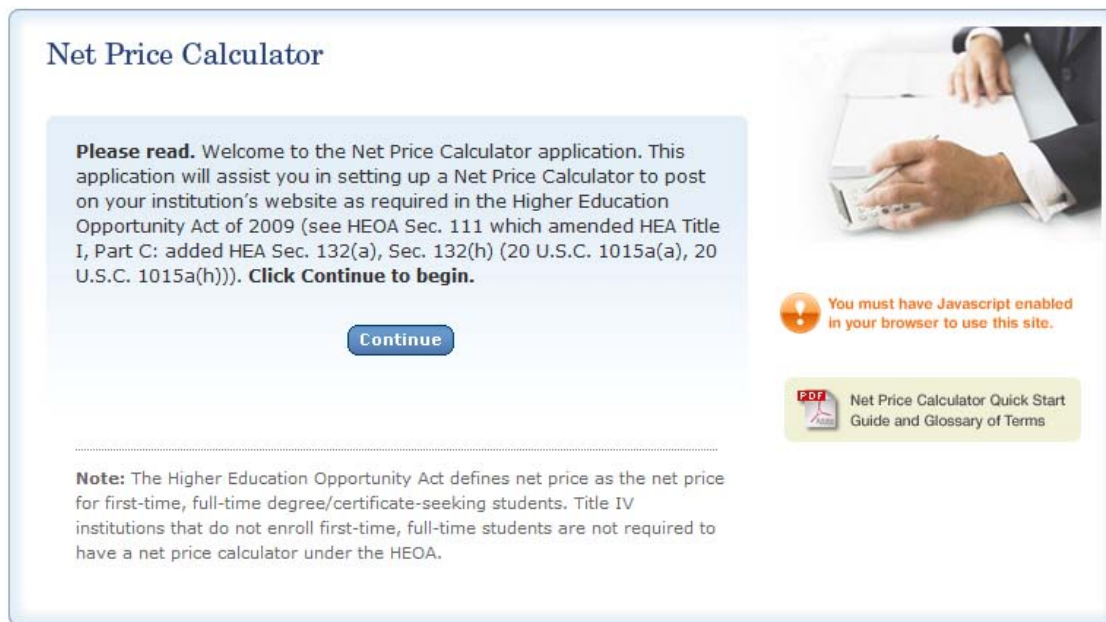 Net Price Calculator
Please read. Welcome to the Net Price Calculator application. This
application will assist you in setting up a Net Price Calculator to post
on your institution's website as required in the Higher Education
Opportunity Act of 2009 (see HEOA Sec. 111 which amended HEA Title
I, Part C: added HEA Sec. 132(a), Sec. 132(h) (20 U.S.C. 1015a(a), 20
U.S.C. 1015a(h))). Click Continue to begin.
Continue
Note: The Higher Education Opportunity Act defines net price as the net price
for first-time, full-time degree/certificate-seeking students. Title IV
institutions that do not enroll first-time, full-time students are not required to
have a net price calculator under the HEOA.
You must have Javascript enabled
in your browser to use this site.
PDF
Net Price Calculator Quick Start
Guide and Glossary of Terms